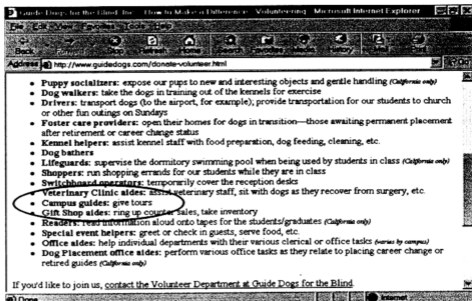 Guide Dogs for the Blind, Inc. How to Make a Difference Volunteering Microsoft Internet Explorer
Back
Address http://www.guidedogs.com/donate-volunteer.html
• Puppy socializers: expose our pups to new and interesting objects and gentle handling (California only)
• Dog walkers: take the dogs in training out of the kennels for exercise
• Drivers: transport dogs (to the airport, for example); provide transportation for our students to church
or other fun outings on Sundays
• Foster care providers: open their homes for dogs in transition—those awaiting permanent placement
after retirement or career change status
• Kennel helpers: assist kennel staff with food preparation, dog feeding, cleaning, etc.
• Dog bathers
• Lifeguards: supervise the dormitory swimming pool when being used by students in class (California only)
• Shoppers: run shopping errands for our students while they are in class
• Switchboard operators: temporarily cover the reception desks
• Veterinary Clinic aides: assist veterinary staff, sit with dogs as they recover from surgery, etc.
• Campus guides: give tours
• Gift Shop aides: ring up counter sales, take inventory
• Readers: read information aloud onto tapes for the students/graduates (California only)
• Special event helpers: greet or check in guests, serve food, etc.
• Office aides: help individual departments with their various clerical or office tasks (varies by campus)
• Dog Placement office aides: perform various office tasks as they relate to placing career change or
retired guides (California only)
If you'd like to join us, contact the Volunteer Department at Guide Dogs for the Blind.
Done
Internet